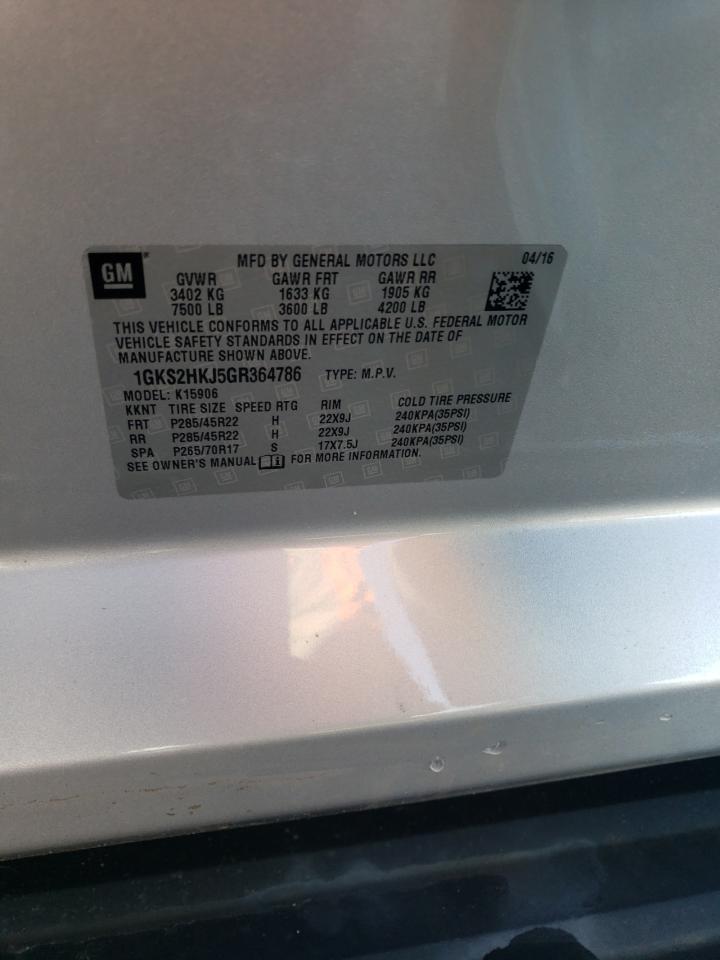 GM MFD BY GENERAL MOTORS LLC 04/16
GVWR GAWR FRT GAWR RR
3402 KG 1633 KG 1905 KG
7500 LB 3600 LB 4200 LB
THIS VEHICLE CONFORMS TO ALL APPLICABLE U.S. FEDERAL MOTOR
VEHICLE SAFETY STANDARDS IN EFFECT ON THE DATE OF
MANUFACTURE SHOWN ABOVE.
1GKS2HKJ5GR364786 TYPE: M.P.V.
MODEL: K15906
KKNT TIRE SIZE SPEED RTG RIM COLD TIRE PRESSURE
FRT P285/45R22 H 22X9J 240KPA(35PSI)
RR P285/45R22 H 22X9J 240KPA(35PSI)
SPA P265/70R17 S 17X7.5J 240KPA(35PSI)
SEE OWNER'S MANUAL FOR MORE INFORMATION.